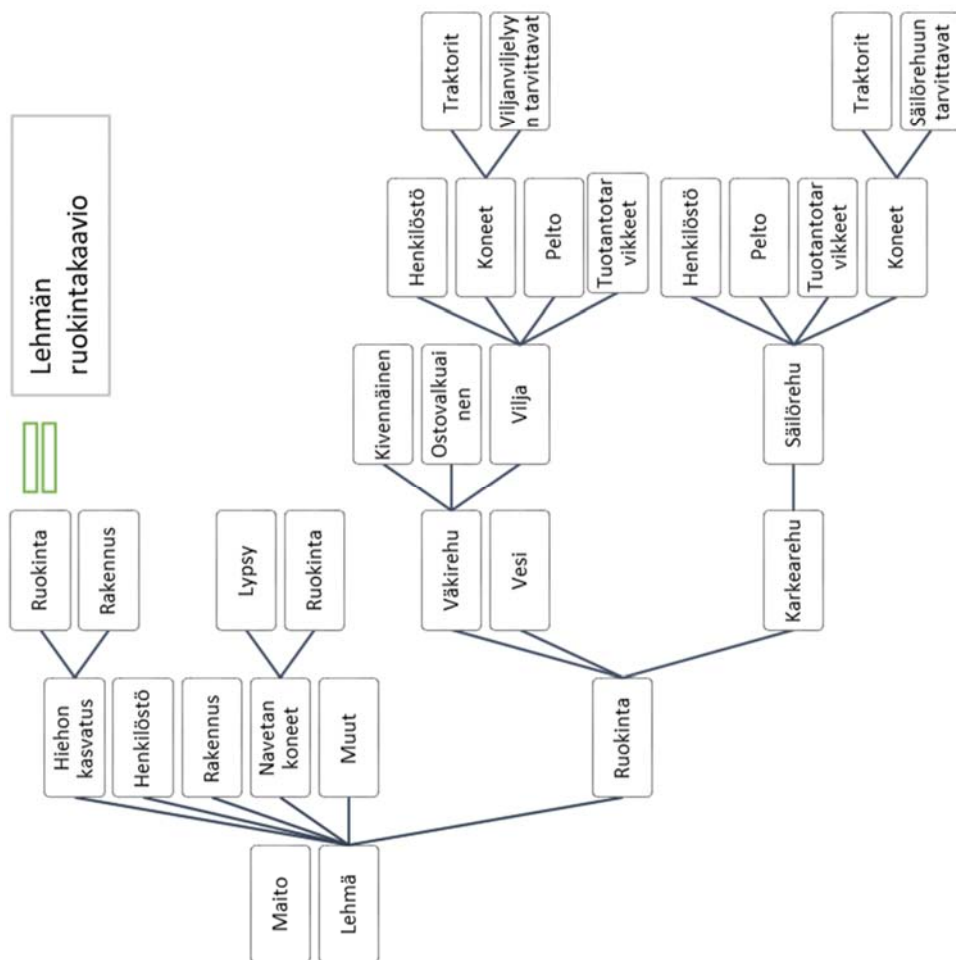 Lehmän
ruokintakaavio
Maito
Lehmä
Hiehon
kasvatus
Henkilöstö
Rakennus
Navetan
koneet
Muut
Ruokinta
Ruokinta
Rakennus
Lypsy
Ruokinta
Väkirehu
Vesi
Karkearehu
Kivennäinen
Ostovalkuai
nen
Vilja
Säilörehu
Henkilöstö
Koneet
Pelto
Tuotantotar
vikkeet
Henkilöstö
Pelto
Tuotantotar
vikkeet
Koneet
Traktorit
Viljanviljelyy
n tarvittavat
Traktorit
Säilörehuun
tarvittavat